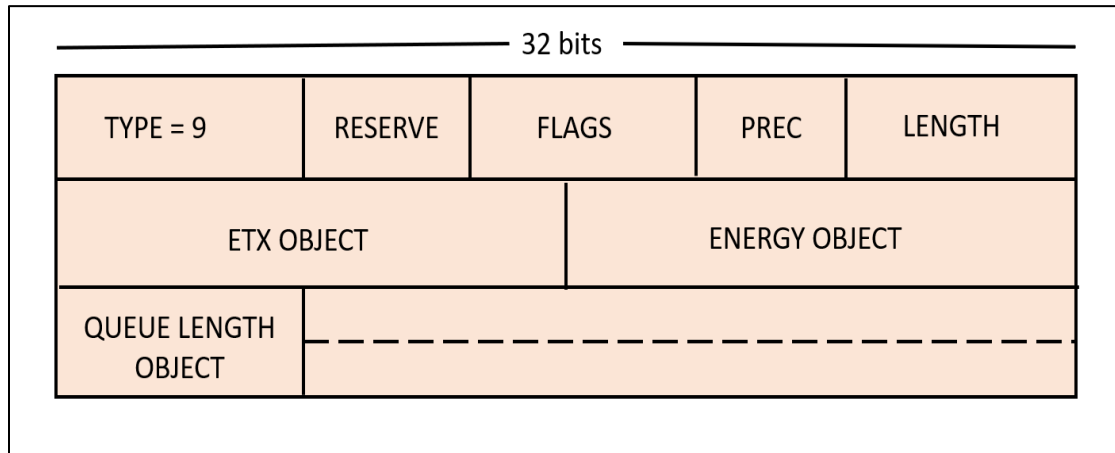 32 bits
TYPE = 9 RESERVE FLAGS PREC LENGTH
ETX OBJECT ENERGY OBJECT
QUEUE LENGTH
OBJECT